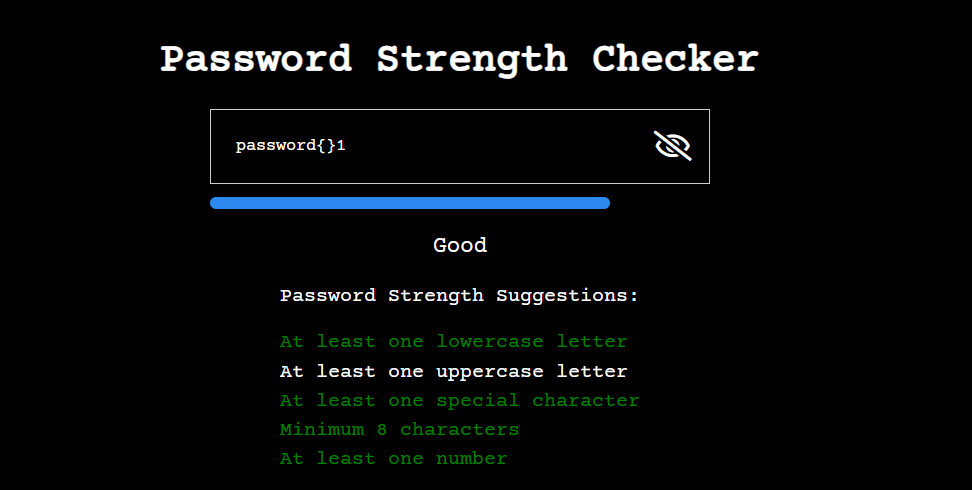 Password Strength Checker
password{}1
Good
Password Strength Suggestions:
At least one lowercase letter
At least one uppercase letter
At least one special character
Minimum 8 characters
At least one number